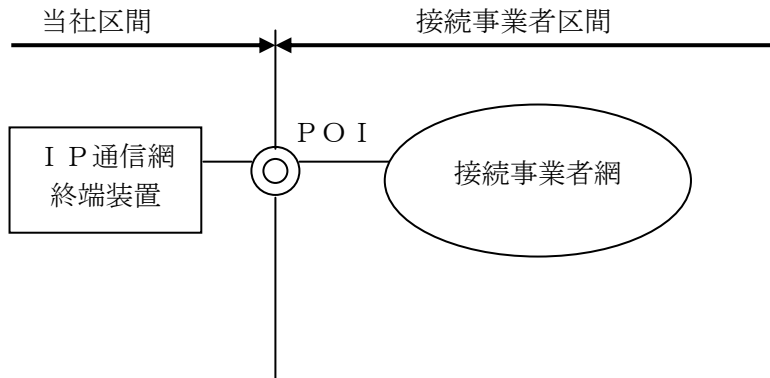 当社区間
接続事業者区間
ＰＯＩ
ＩＰ通信網
終端装置
接続事業者網